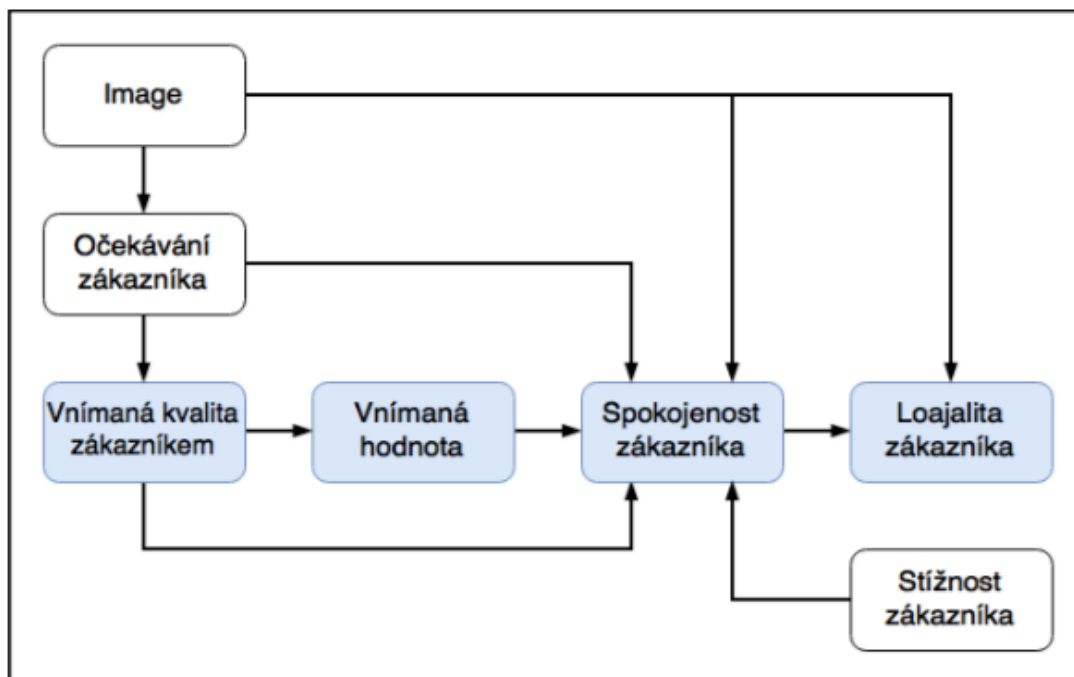 Image
Očekávání
zákazníka
Vnímaná kvalita
zákazníkem
Vnímaná
hodnota
Spokojenost
zákazníka
Loajalita
zákazníka
Stížnost
zákazníka